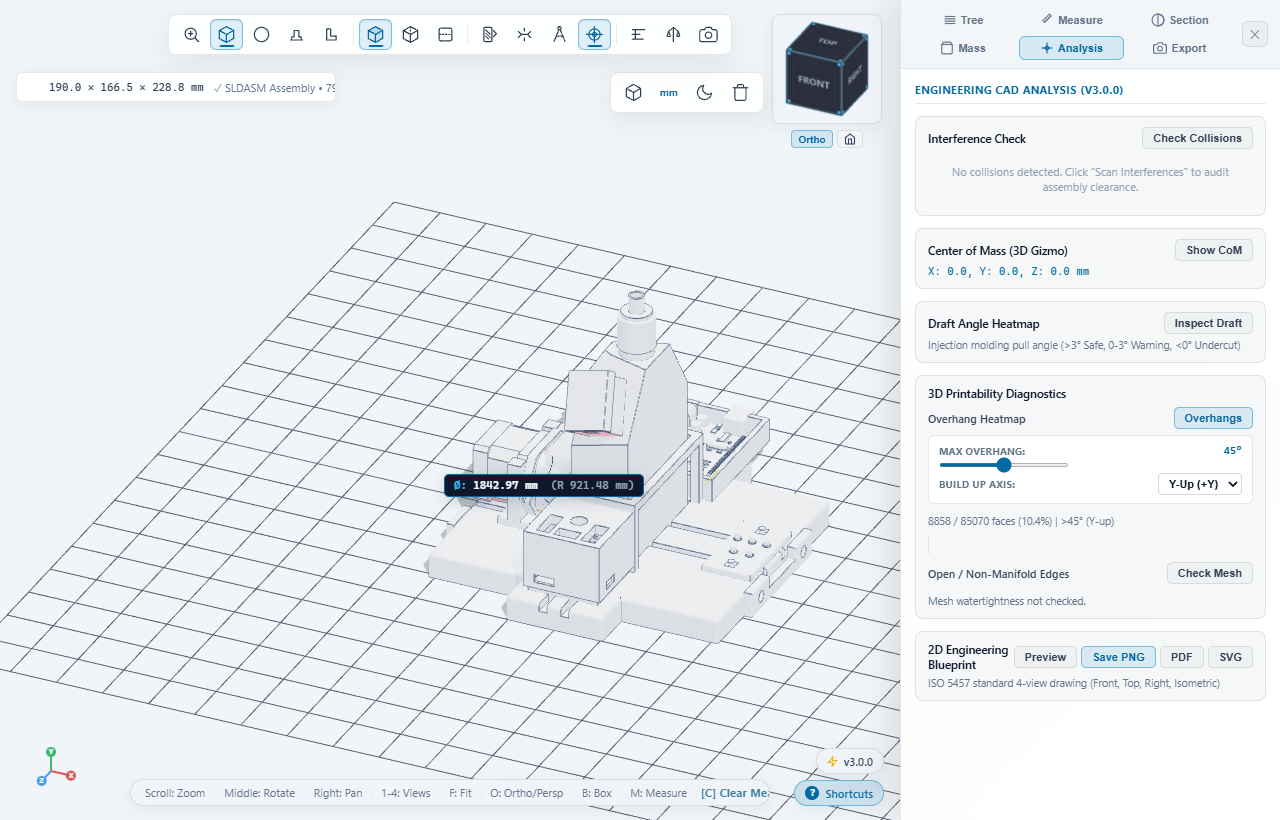 Tree
Measure
Section
Mass
Analysis
Export
190.0 × 166.5 × 228.8 mm ✓ SLDASM Assembly • 79
mm
TOP
FRONT
RIGHT
Ortho
ENGINEERING CAD ANALYSIS (V3.0.0)
Interference Check
Check Collisions
No collisions detected. Click "Scan Interferences" to audit
assembly clearance.
Center of Mass (3D Gizmo)
Show CoM
X: 0.0, Y: 0.0, Z: 0.0 mm
Draft Angle Heatmap
Inspect Draft
Injection molding pull angle (>3° Safe, 0-3° Warning, <0° Undercut)
3D Printability Diagnostics
Overhang Heatmap
Overhangs
MAX OVERHANG:
45°
BUILD UP AXIS:
Y-Up (+Y)
8858 / 85070 faces (10.4%) | >45° (Y-up)
Open / Non-Manifold Edges
Check Mesh
Mesh watertightness not checked.
2D Engineering
Blueprint
Preview
Save PNG
PDF
SVG
ISO 5457 standard 4-view drawing (Front, Top, Right, Isometric)
Ø: 1842.97 mm (R 921.48 mm)
Y
X
Z
v3.0.0
Scroll: Zoom
Middle: Rotate
Right: Pan
1-4: Views
F: Fit
O: Ortho/Persp
B: Box
M: Measure
[C] Clear Me
? Shortcuts